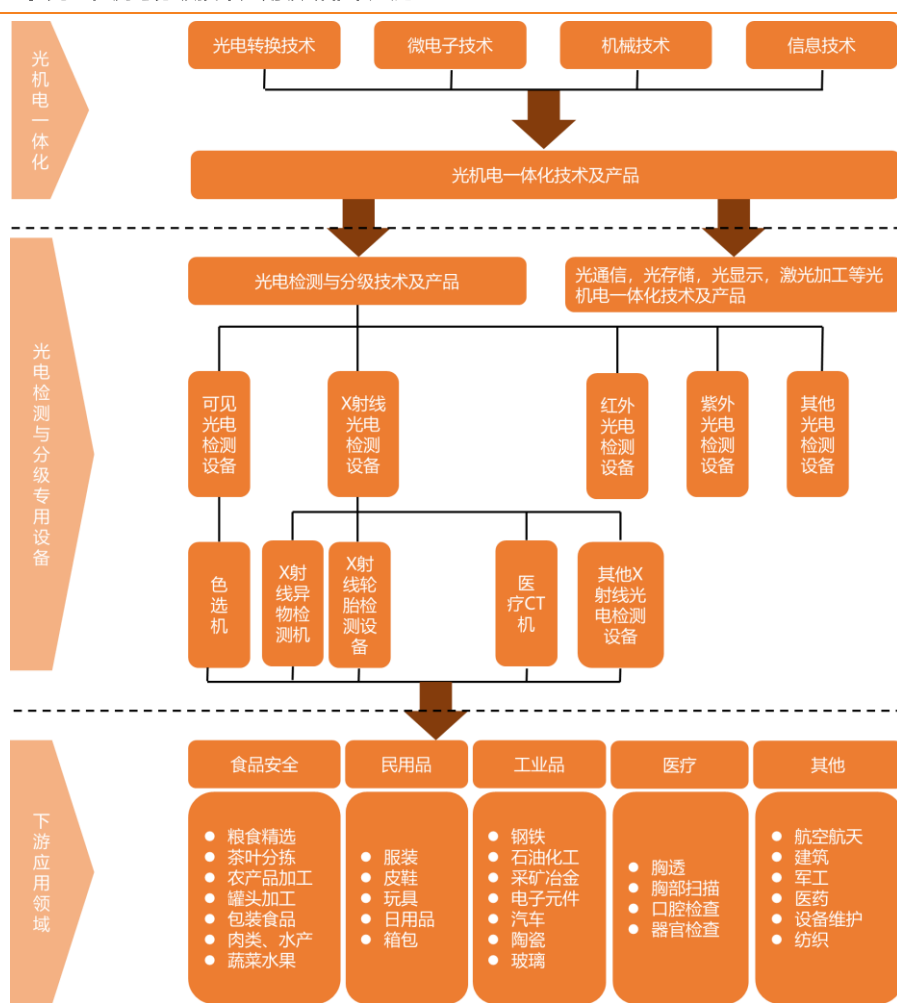 光机电一体化
光电转换技术
微电子技术
机械技术
信息技术
光机电一体化技术及产品
光电检测与分级专用设备
光电检测与分级技术及产品
光通信，光存储，光显示，激光加工等光
机电一体化技术及产品
可见
光电
检测
设备
X射线
光电
检测
设备
红外
光电
检测
设备
紫外
光电
检测
设备
其他
光电
检测
设备
色
选
机
X射
线异
物检
测机
X射
线轮
胎检
测设
备
医
疗CT
机
其他X
射线光
电检测
设备
下游应用领域
食品安全
民用品
工业品
医疗
其他
粮食精选
茶叶分拣
农产品加工
罐头加工
包装食品
肉类、水产
蔬菜水果
服装
皮鞋
玩具
日用品
箱包
钢铁
石油化工
采矿冶金
电子元件
汽车
陶瓷
玻璃
胸透
胸部扫描
口腔检查
器官检查
航空航天
建筑
军工
医药
设备维护
纺织